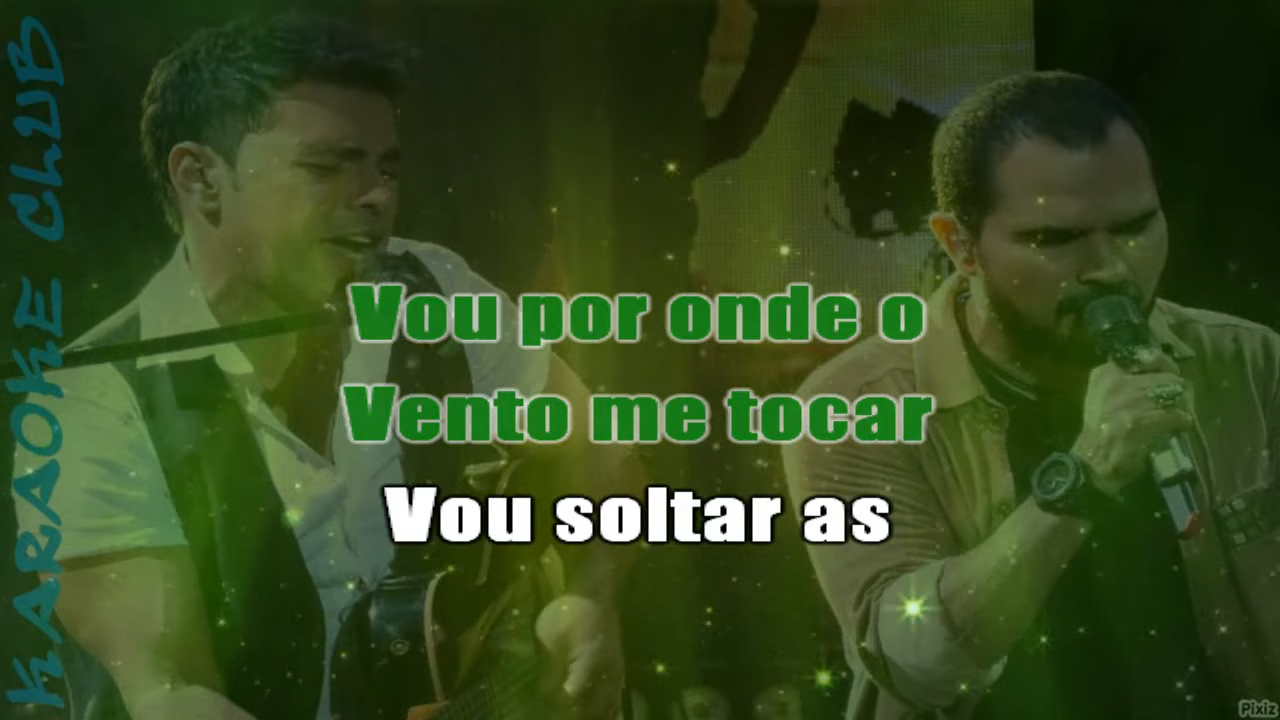 KARAOKE CLUB
Vou por onde o
Vento me tocar
Vou soltar as
Pixiz